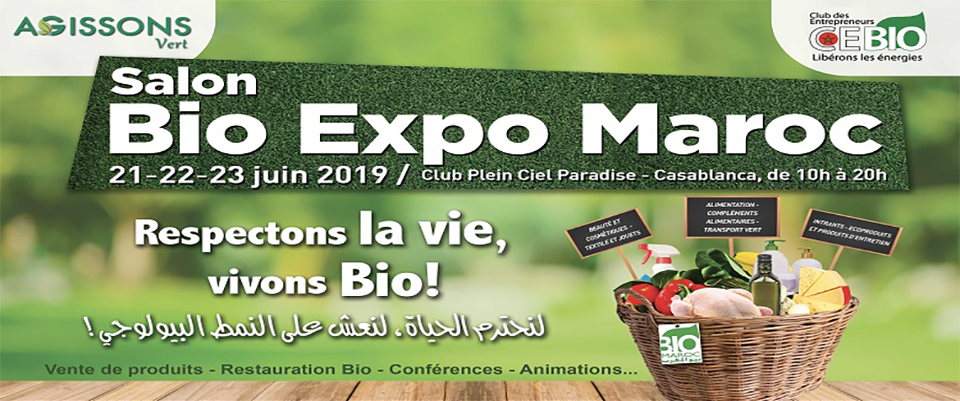 AGISSONS
Vert
Club des
Entrepreneurs
CEBIO
Libérons les énergies
Salon
Bio Expo Maroc
21-22-23 juin 2019 / Club Plein Ciel Paradise - Casablanca, de 10h à 20h
Respectons la vie,
vivons Bio!
لنحترم الحياة، لنعش على النمط البيولوجي!
BEAUTÉ ET
COSMÉTIQUES -
TEXTILE ET JOUETS
ALIMENTATION -
COMPLÉMENTS
ALIMENTAIRES -
TRANSPORT VERT
INTRANTS - ECOPRODUITS
ET PRODUITS D'ENTRETIEN
BIO
MAROC
Vente de produits - Restauration Bio - Conférences - Animations...